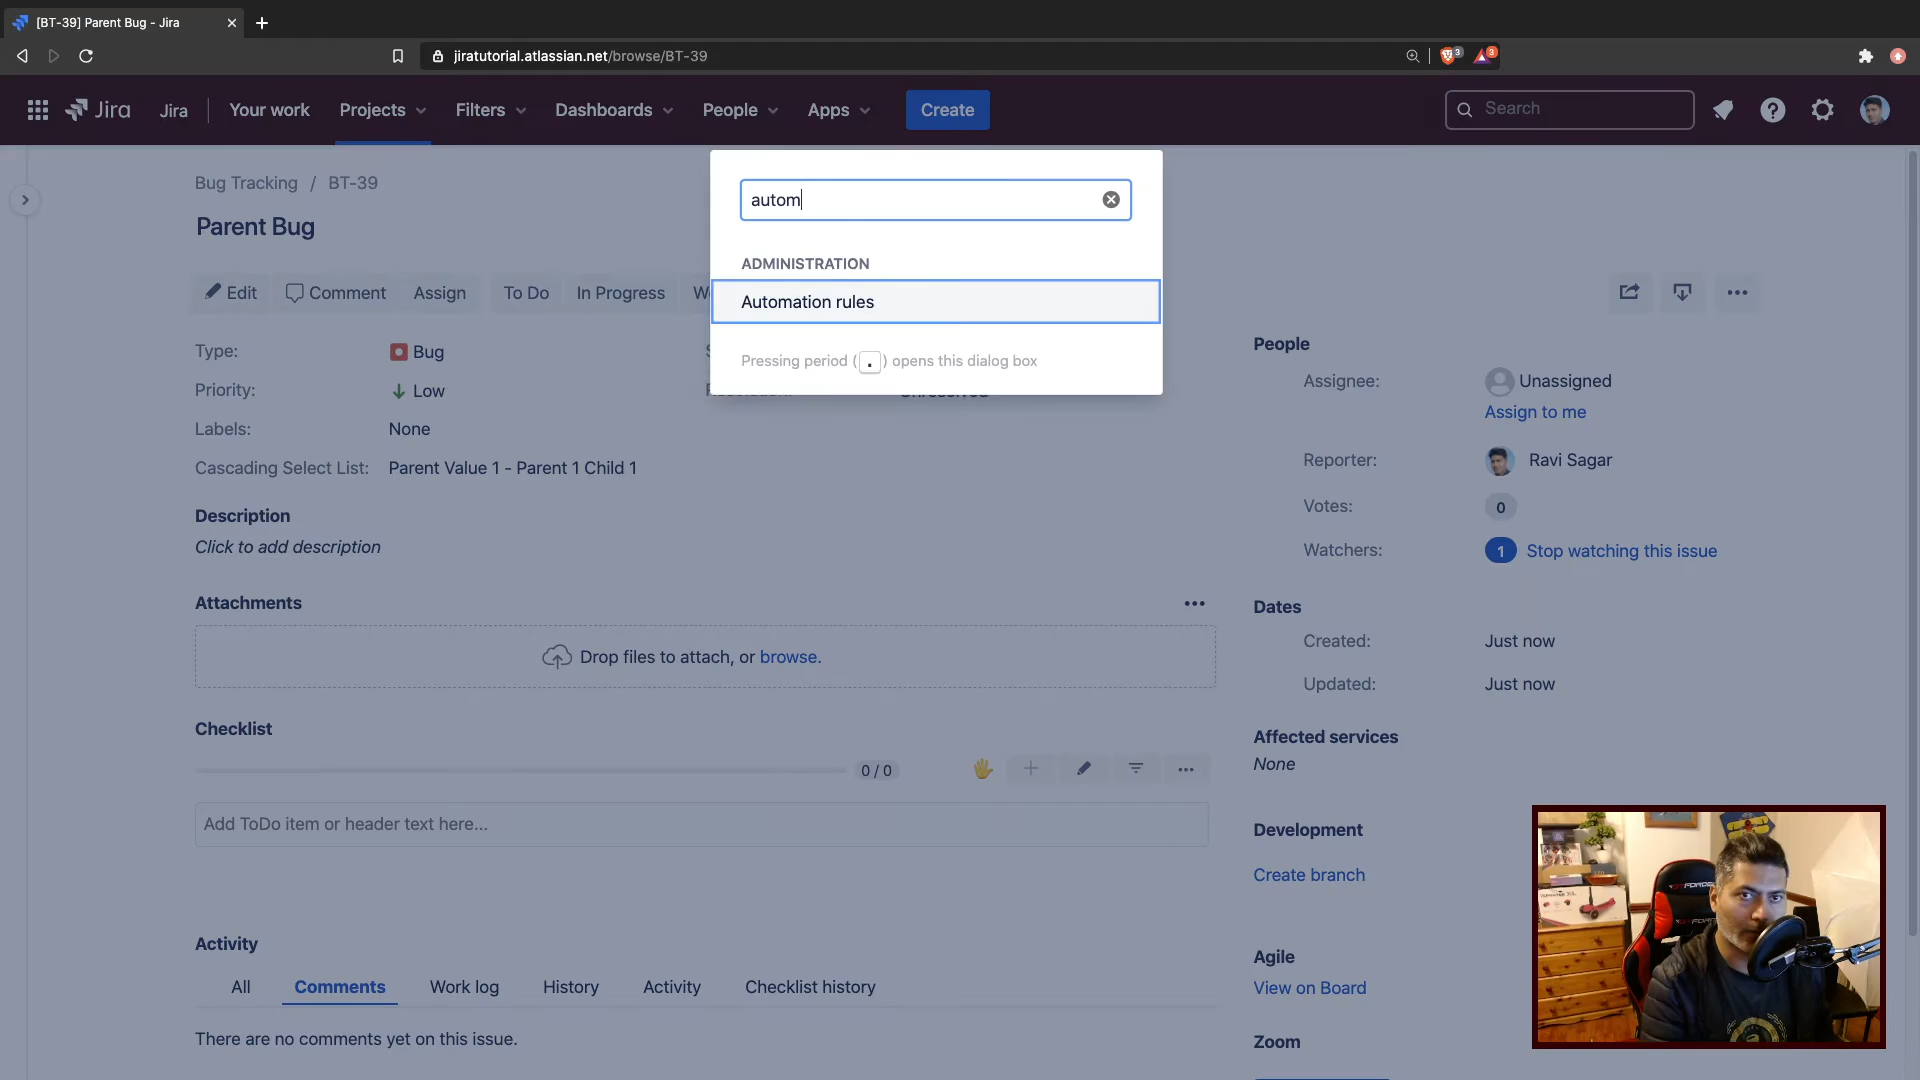 [BT-39] Parent Bug - Jira
jiratutorial.atlassian.net/browse/BT-39
3
3
Jira
Jira
Your work
Projects
Filters
Dashboards
People
Apps
Create
Search
Bug Tracking / BT-39
Parent Bug
autom
ADMINISTRATION
Automation rules
Pressing period ( . ) opens this dialog box
Edit
Comment
Assign
To Do
In Progress
Type: Bug
Priority: Low
Labels: None
Cascading Select List: Parent Value 1 - Parent 1 Child 1
Description
Click to add description
Attachments
Drop files to attach, or browse.
Checklist
0 / 0
Add ToDo item or header text here...
Activity
All
Comments
Work log
History
Activity
Checklist history
There are no comments yet on this issue.
People
Assignee: Unassigned
Assign to me
Reporter: Ravi Sagar
Votes: 0
Watchers: 1 Stop watching this issue
Dates
Created: Just now
Updated: Just now
Affected services
None
Development
Create branch
Agile
View on Board
Zoom